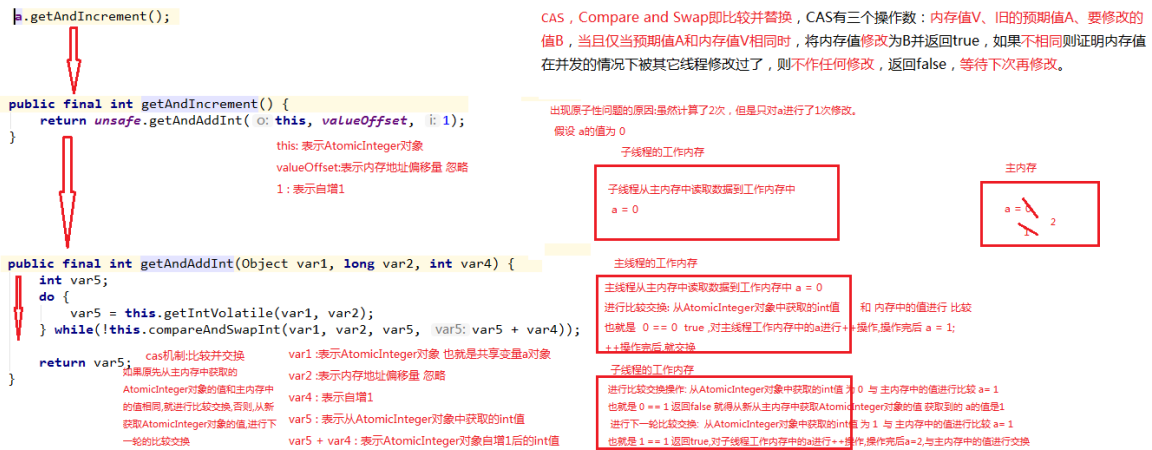 a.getAndIncrement();
public final int getAndIncrement() {
return unsafe.getAndAddInt( o: this, valueOffset, i: 1);
}
this: 表示AtomicInteger对象
valueOffset:表示内存地址偏移量 忽略
1 : 表示自增1
public final int getAndAddInt(Object var1, long var2, int var4) {
int var5;
do {
var5 = this.getIntVolatile(var1, var2);
} while(!this.compareAndSwapInt(var1, var2, var5, var5: var5 + var4));
return var5;
}
cas机制:比较并交换
如果原先从主内存中获取的
AtomicInteger对象的值和主内存中
的值相同,就进行比较交换,否则,从新
获取AtomicInteger对象的值,进行下
一轮的比较交换
var1 :表示AtomicInteger对象 也就是共享变量a对象
var2 :表示内存地址偏移量 忽略
var4 : 表示自增1
var5 : 表示从AtomicInteger对象中获取的int值
var5 + var4 : 表示AtomicInteger对象自增1后的int值
CAS，Compare and Swap即比较并替换，CAS有三个操作数：内存值V、旧的预期值A、要修改的
值B，当且仅当预期值A和内存值V相同时，将内存值修改为B并返回true，如果不相同则证明内存值
在并发的情况下被其它线程修改过了，则不作任何修改，返回false，等待下次再修改。
出现原子性问题的原因:虽然计算了2次，但是只对a进行了1次修改。
假设 a的值为 0
子线程的工作内存
子线程从主内存中读取数据到工作内存中
a = 0
主内存
a = 0
1
2
主线程的工作内存
主线程从主内存中读取数据到工作内存中 a = 0
进行比较交换: 从AtomicInteger对象中获取的int值 和 内存中的值进行 比较
也就是 0 == 0 true ,对主线程工作内存中的a进行++操作,操作完后 a = 1;
++操作完后,就交换
子线程的工作内存
进行比较交换操作: 从AtomicInteger对象中获取的int值 为 0 与 主内存中的值进行比较 a= 1
也就是 0 == 1 返回false 就得从新从主内存中获取AtomicInteger对象的值 获取到的 a的值是1
进行下一轮比较交换: 从AtomicInteger对象中获取的int值 为 1 与 主内存中的值进行比较 a= 1
也就是 1 == 1 返回true,对子线程工作内存中的a进行++操作,操作完后a=2,与主内存中的值进行交换